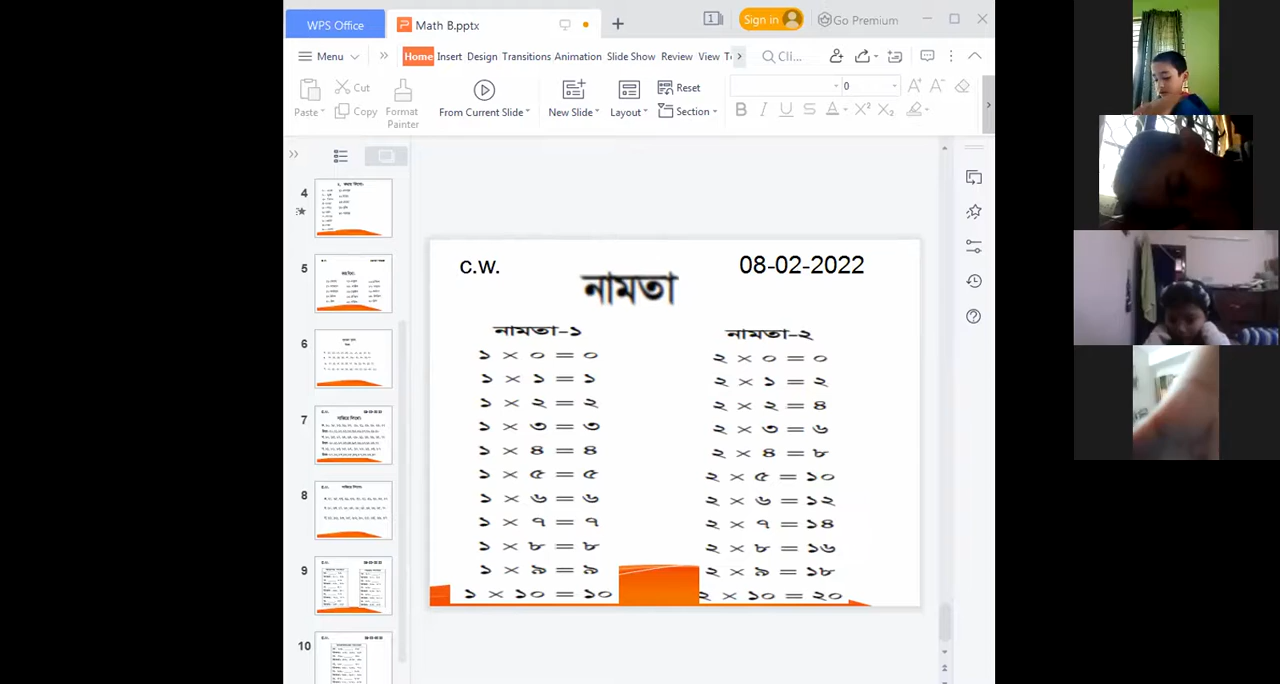 WPS Office
Math B.pptx
Sign in
Go Premium
Menu
Home Insert Design Transitions Animation Slide Show Review View
Cli...
Paste
Cut
Copy
Format Painter
From Current Slide
New Slide
Layout
Reset
Section
0
B I U S A X² X₂
4
5
6
7
8
9
10
C.W.
08-02-2022
নামতা
নামতা-১
১ × ০ = ০
১ × ১ = ১
১ × ২ = ২
১ × ৩ = ৩
১ × ৪ = ৪
১ × ৫ = ৫
১ × ৬ = ৬
১ × ৭ = ৭
১ × ৮ = ৮
১ × ৯ = ৯
১ × ১০ = ১০
নামতা-২
২ × ০ = ০
২ × ১ = ২
২ × ২ = ৪
২ × ৩ = ৬
২ × ৪ = ৮
২ × ৫ = ১০
২ × ৬ = ১২
২ × ৭ = ১৪
২ × ৮ = ১৬
২ × ৯ = ১৮
২ × ১০ = ২০